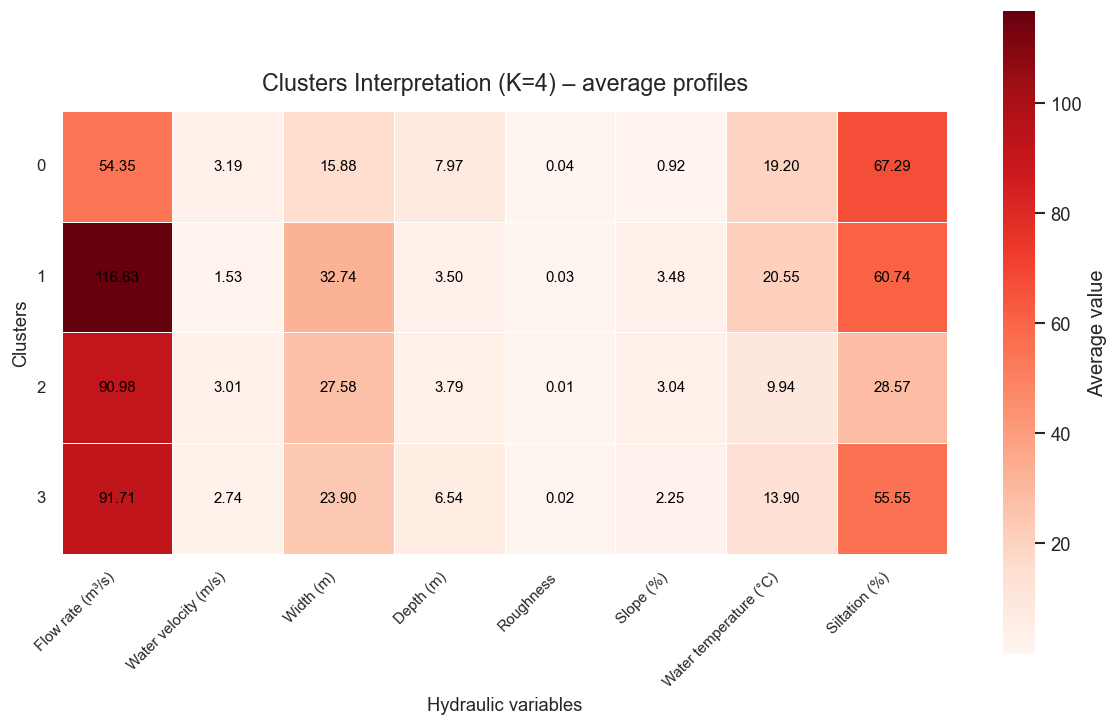 Clusters Interpretation (K=4) – average profiles
0 54.35 3.19 15.88 7.97 0.04 0.92 19.20 67.29
1 116.63 1.53 32.74 3.50 0.03 3.48 20.55 60.74
2 90.98 3.01 27.58 3.79 0.01 3.04 9.94 28.57
3 91.71 2.74 23.90 6.54 0.02 2.25 13.90 55.55
Clusters
Flow rate (m³/s)
Water velocity (m/s)
Width (m)
Depth (m)
Roughness
Slope (%)
Water temperature (°C)
Siltation (%)
Hydraulic variables
100
80
60
40
20
Average value